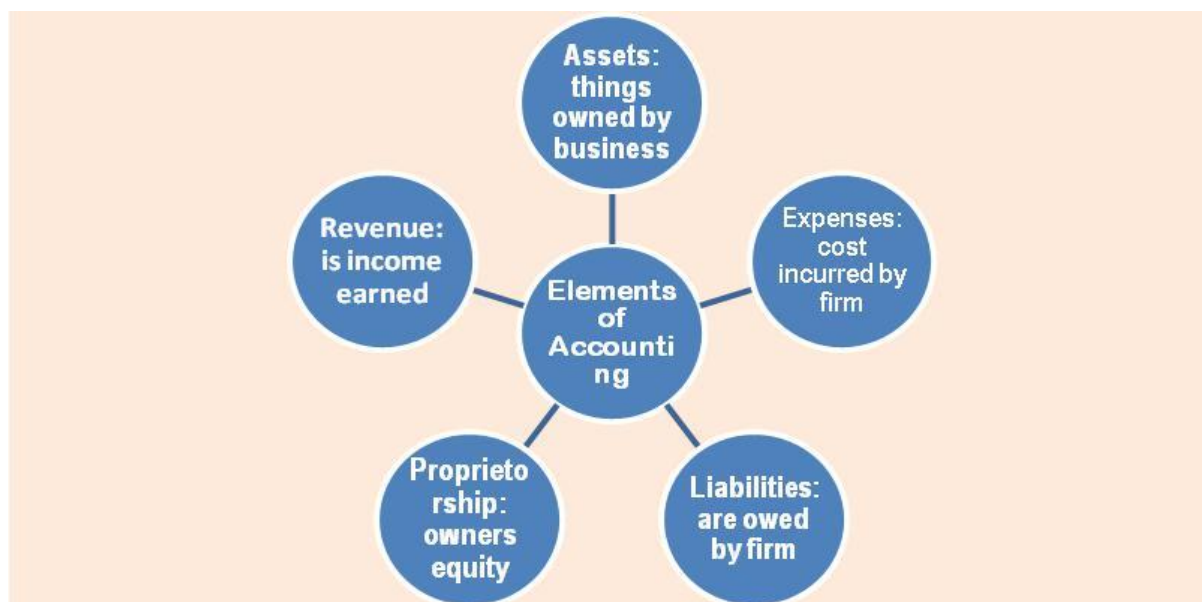 Assets:
things
owned by
business
Expenses:
cost
incurred by
firm
Liabilities:
are owed
by firm
Proprieto
rship:
owners
equity
Revenue:
is income
earned
Elements
of
Accounti
ng